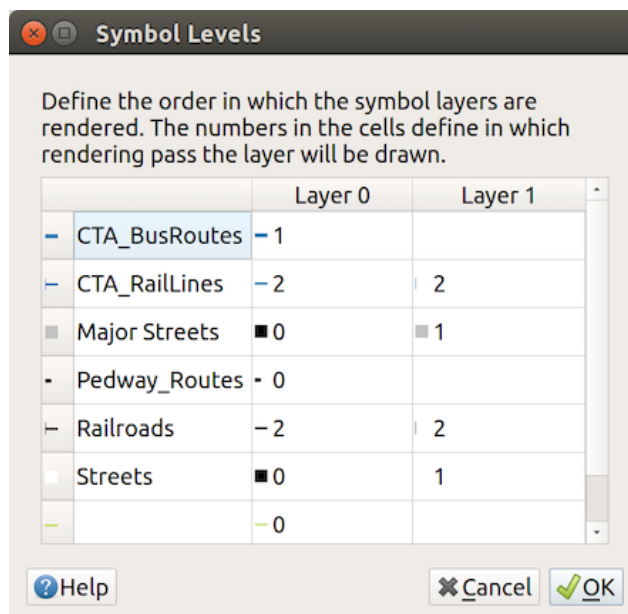 Symbol Levels
Define the order in which the symbol layers are
rendered. The numbers in the cells define in which
rendering pass the layer will be drawn.
Layer 0 Layer 1
CTA_BusRoutes 1
CTA_RailLines 2 2
Major Streets 0 1
Pedway_Routes 0
Railroads 2 2
Streets 0 1
0
Help Cancel OK